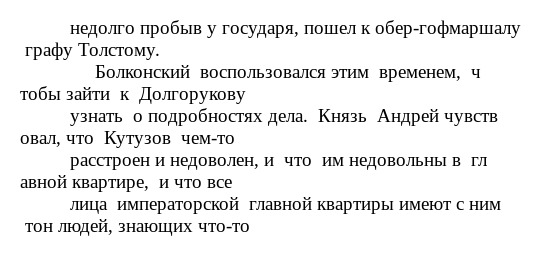 недолго пробыв у государя, пошел к обер-гофмаршалу
графу Толстому.
Болконский воспользовался этим временем, ч
тобы зайти к Долгорукову
узнать о подробностях дела. Князь Андрей чувств
овал, что Кутузов чем-то
расстроен и недоволен, и что им недовольны в гл
авной квартире, и что все
лица императорской главной квартиры имеют с ним
тон людей, знающих что-то